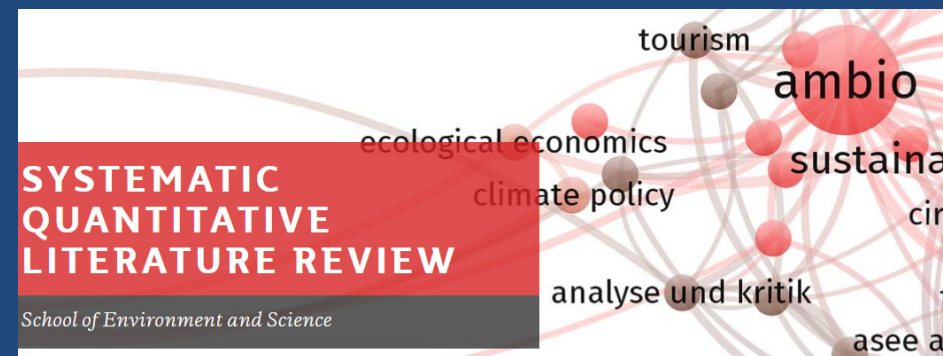 tourism
ambio
ecological economics
sustaina
climate policy
cir
SYSTEMATIC
QUANTITATIVE
LITERATURE REVIEW
analyse und kritik
School of Environment and Science
asee a